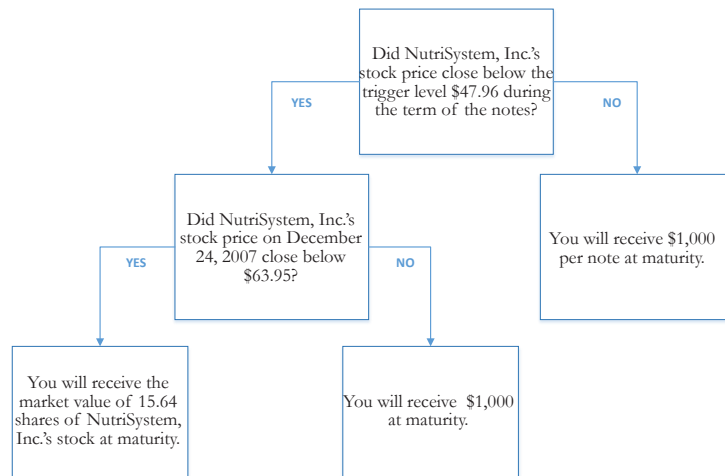 Did NutriSystem, Inc.'s
stock price close below the
trigger level $47.96 during
the term of the notes?
YES
NO
Did NutriSystem, Inc.'s
stock price on December
24, 2007 close below
$63.95?
You will receive $1,000
per note at maturity.
YES
NO
You will receive the
market value of 15.64
shares of NutriSystem,
Inc.'s stock at maturity.
You will receive $1,000
at maturity.